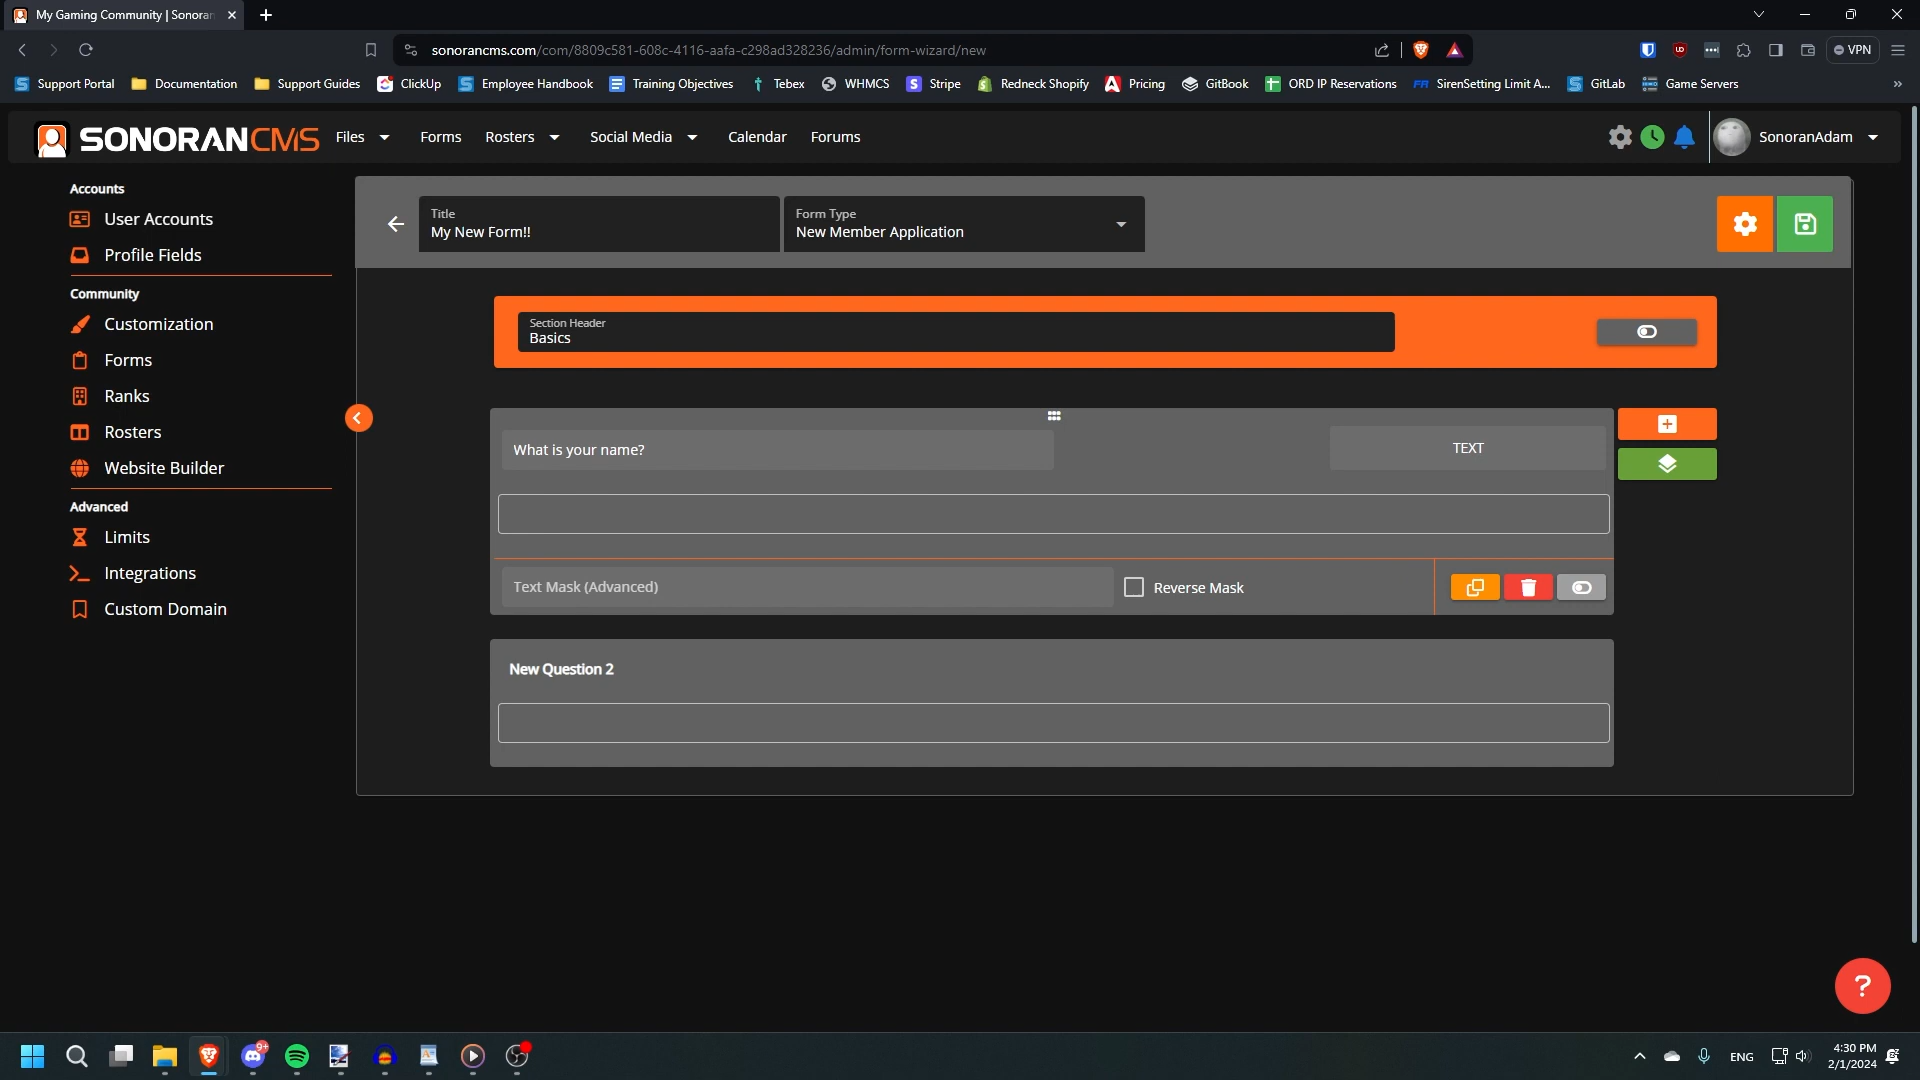 My Gaming Community | Sonoran
sonorancms.com/com/8809c581-608c-4116-aafa-c298ad328236/admin/form-wizard/new
VPN
Support Portal
Documentation
Support Guides
ClickUp
Employee Handbook
Training Objectives
Tebex
WHMCS
Stripe
Redneck Shopify
Pricing
GitBook
ORD IP Reservations
SirenSetting Limit A...
GitLab
Game Servers
SONORANCMS
Files
Forms
Rosters
Social Media
Calendar
Forums
SonoranAdam
Accounts
User Accounts
Profile Fields
Community
Customization
Forms
Ranks
Rosters
Website Builder
Advanced
Limits
Integrations
Custom Domain
Title
My New Form!!
Form Type
New Member Application
Section Header
Basics
What is your name?
TEXT
Text Mask (Advanced)
Reverse Mask
New Question 2
?
9+
ENG
4:30 PM
2/1/2024